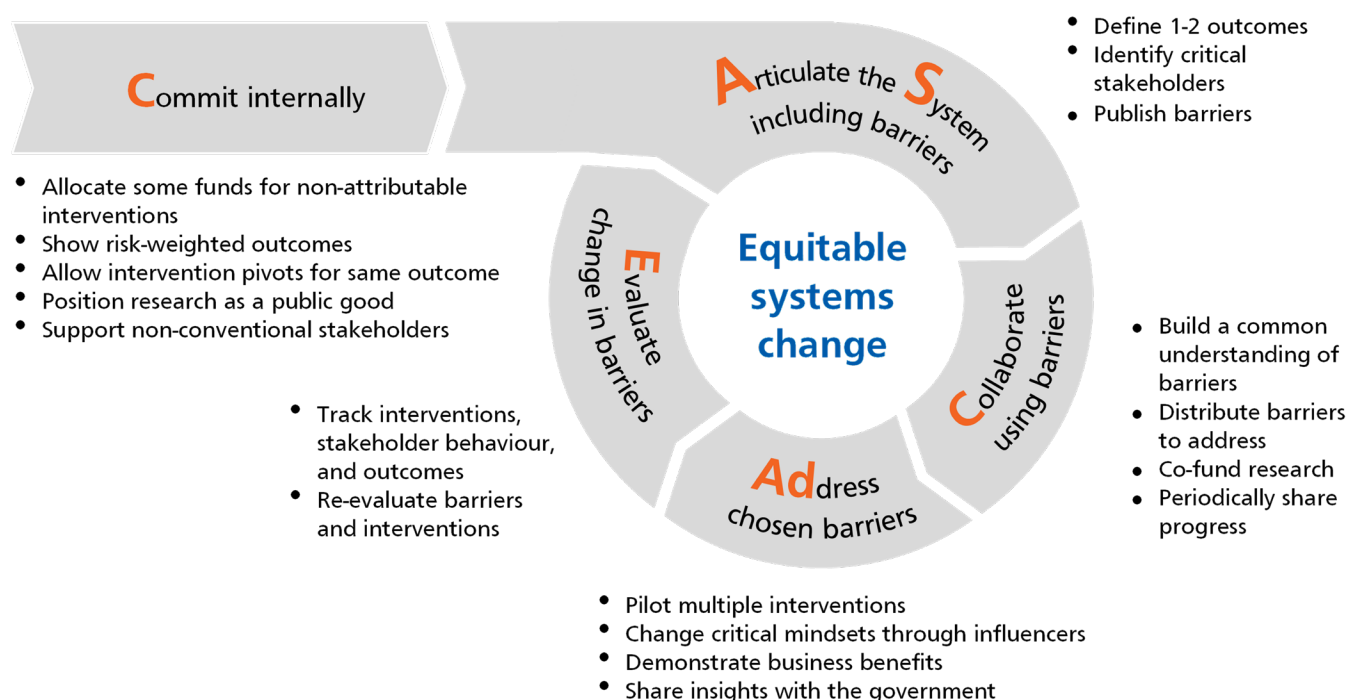 Commit internally
• Allocate some funds for non-attributable
interventions
• Show risk-weighted outcomes
• Allow intervention pivots for same outcome
• Position research as a public good
• Support non-conventional stakeholders
Articulate the System
including barriers
• Define 1-2 outcomes
• Identify critical
stakeholders
• Publish barriers
Equitable
systems
change
Collaborate
using barriers
• Build a common
understanding of
barriers
• Distribute barriers
to address
• Co-fund research
• Periodically share
progress
Address
chosen barriers
• Pilot multiple interventions
• Change critical mindsets through influencers
• Demonstrate business benefits
• Share insights with the government
Evaluate
change in barriers
• Track interventions,
stakeholder behaviour,
and outcomes
• Re-evaluate barriers
and interventions